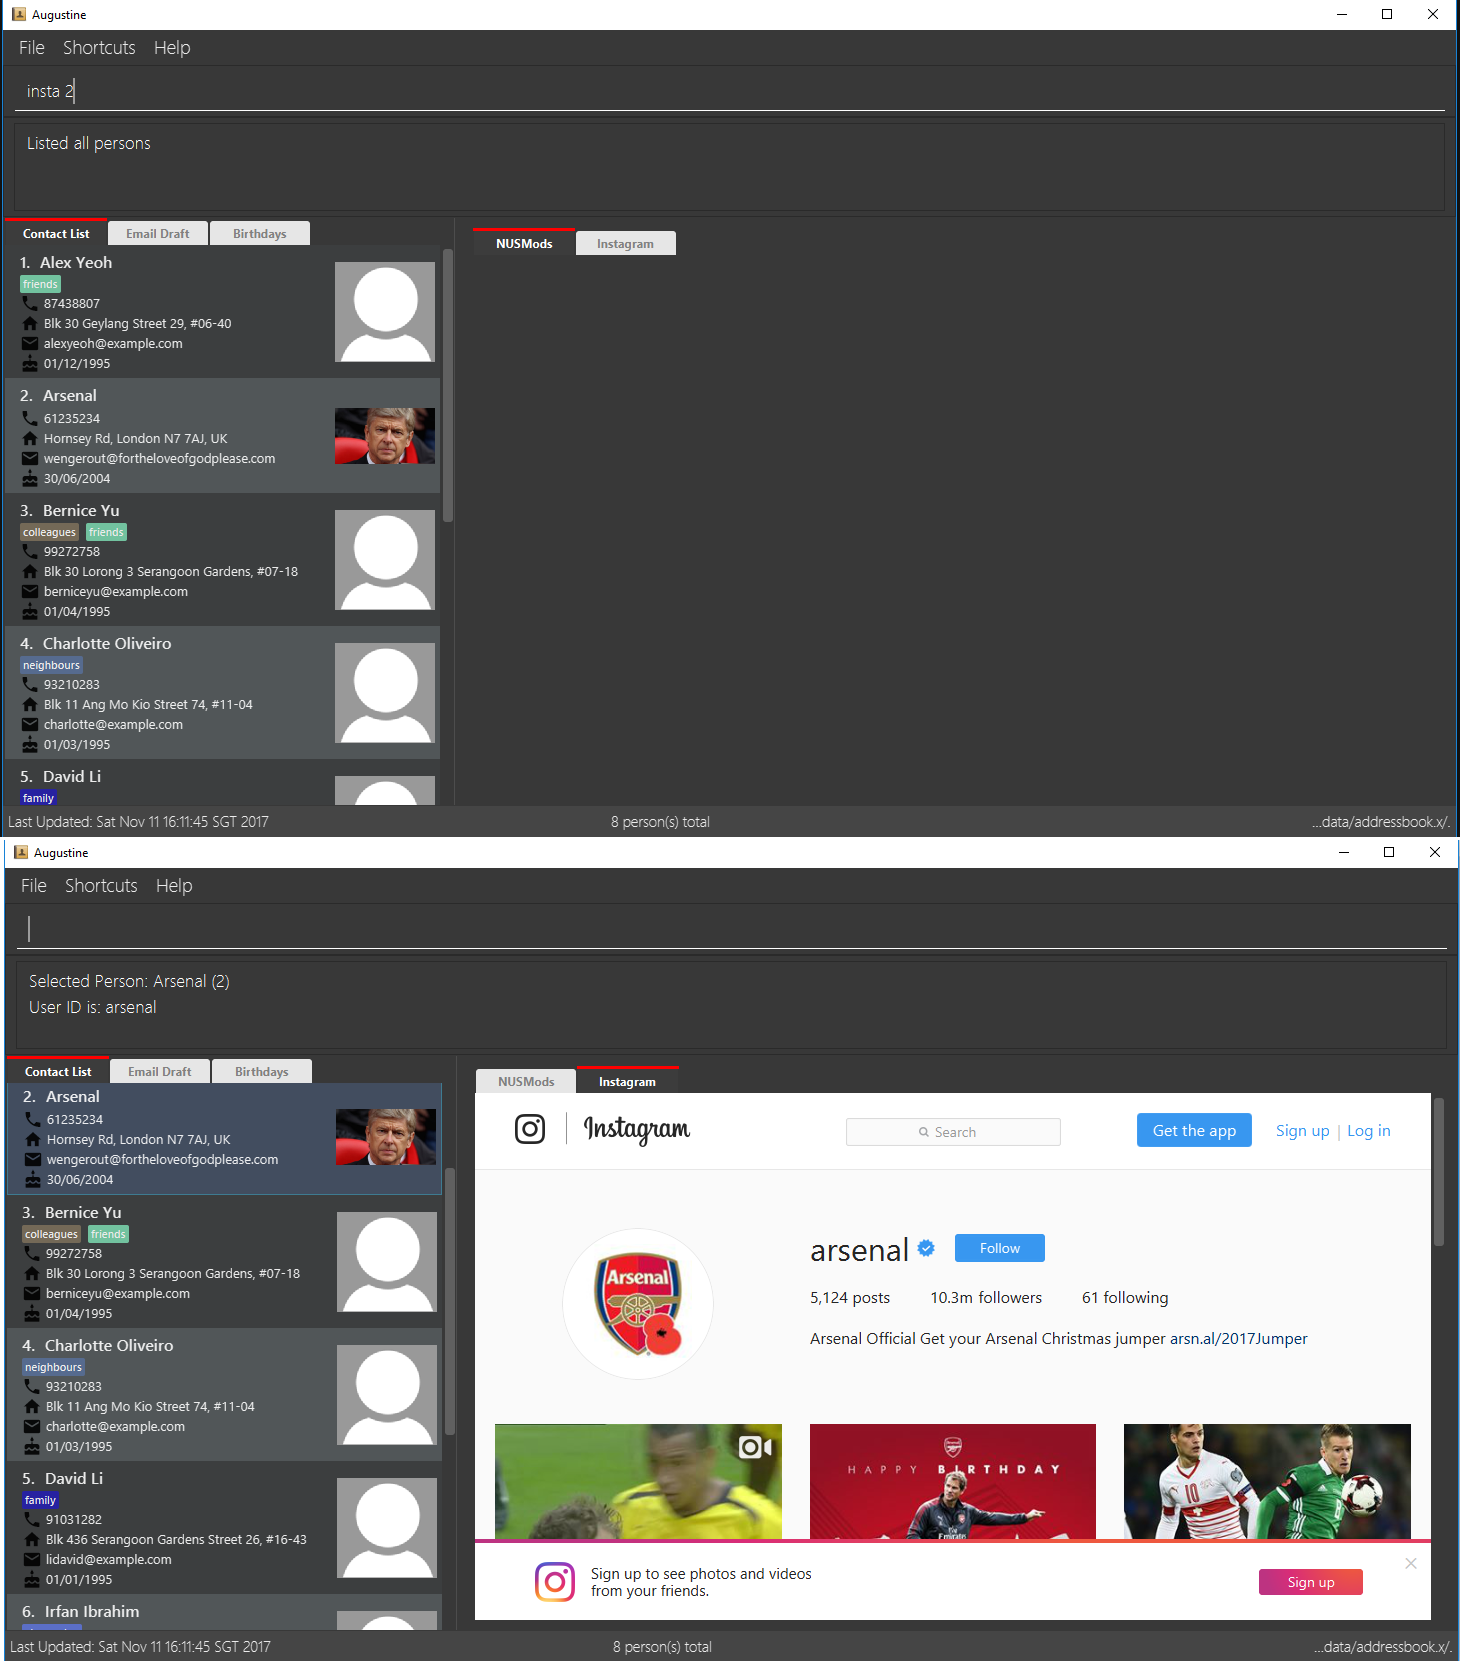 Augustine
File Shortcuts Help
insta 2
Listed all persons
Contact List Email Draft Birthdays
NUSMods Instagram
1. Alex Yeoh
friends
87438807
Blk 30 Geylang Street 29, #06-40
alexyeoh@example.com
01/12/1995
2. Arsenal
61235234
Hornsey Rd, London N7 7AJ, UK
wengerout@fortheloveofgodplease.com
30/06/2004
3. Bernice Yu
colleagues friends
99272758
Blk 30 Lorong 3 Serangoon Gardens, #07-18
berniceyu@example.com
01/04/1995
4. Charlotte Oliveiro
neighbours
93210283
Blk 11 Ang Mo Kio Street 74, #11-04
charlotte@example.com
01/03/1995
5. David Li
family
Last Updated: Sat Nov 11 16:11:45 SGT 2017 8 person(s) total ...data/addressbook.x/.
Augustine
File Shortcuts Help
Selected Person: Arsenal (2)
User ID is: arsenal
Contact List Email Draft Birthdays
2. Arsenal
61235234
Hornsey Rd, London N7 7AJ, UK
wengerout@fortheloveofgodplease.com
30/06/2004
3. Bernice Yu
colleagues friends
99272758
Blk 30 Lorong 3 Serangoon Gardens, #07-18
berniceyu@example.com
01/04/1995
4. Charlotte Oliveiro
neighbours
93210283
Blk 11 Ang Mo Kio Street 74, #11-04
charlotte@example.com
01/03/1995
5. David Li
family
91031282
Blk 436 Serangoon Gardens Street 26, #16-43
lidavid@example.com
01/01/1995
6. Irfan Ibrahim
NUSMods Instagram
Instagram Search Get the app Sign up | Log in
Arsenal
arsenal Follow
5,124 posts 10.3m followers 61 following
Arsenal Official Get your Arsenal Christmas jumper arsn.al/2017Jumper
HAPPY BIRTHDAY
Fly
Emirates
10
Sign up to see photos and videos
from your friends.
Sign up
Last Updated: Sat Nov 11 16:11:45 SGT 2017 8 person(s) total ...data/addressbook.x/.